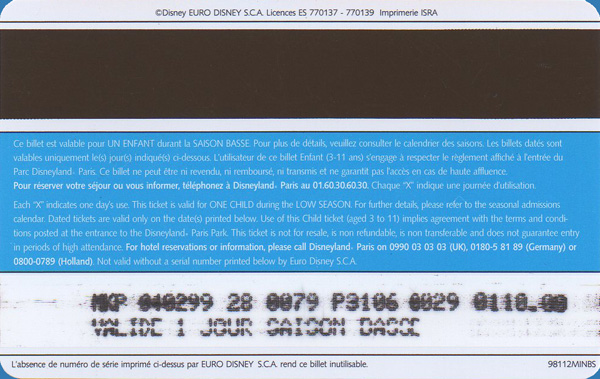 ©Disney EURO DISNEY S.C.A. Licences ES 770137 - 770139 Imprimerie ISRA
Ce billet est valable pour UN ENFANT durant la SAISON BASSE. Pour plus de détails, veuillez consulter le calendrier des saisons. Les billets datés sont
valables uniquement le(s) jour(s) indiqué(s) ci-dessous. L'utilisateur de ce billet Enfant (3-11 ans) s'engage à respecter le règlement affiché à l'entrée du
Parc Disneyland® Paris. Ce billet ne peut être ni revendu, ni remboursé, ni transmis et ne garantit pas l'accès en cas de haute affluence.
Pour réserver votre séjour ou vous informer, téléphonez à Disneyland® Paris au 01.60.30.60.30. Chaque "X" indique une journée d'utilisation.
Each "X" indicates one day's use. This ticket is valid for ONE CHILD during the LOW SEASON. For further details, please refer to the seasonal admissions
calendar. Dated tickets are valid only on the date(s) printed below. Use of this Child ticket (aged 3 to 11) implies agreement with the terms and condi-
tions posted at the entrance to the Disneyland® Paris Park. This ticket is not for resale, is non refundable, is non transferable and does not guarantee entry
in periods of high attendance. For hotel reservations or information, please call Disneyland® Paris on 0990 03 03 03 (UK), 0180-5 81 89 (Germany) or
0800-0789 (Holland). Not valid without a serial number printed below by Euro Disney S.C.A.
MKP 040299 28 0079 P3106 0029 0110.00
VALIDE 1 JOUR SAISON BASSE
L'absence de numéro de série imprimé ci-dessus par EURO DISNEY S.C.A. rend ce billet inutilisable. 98112MINBS